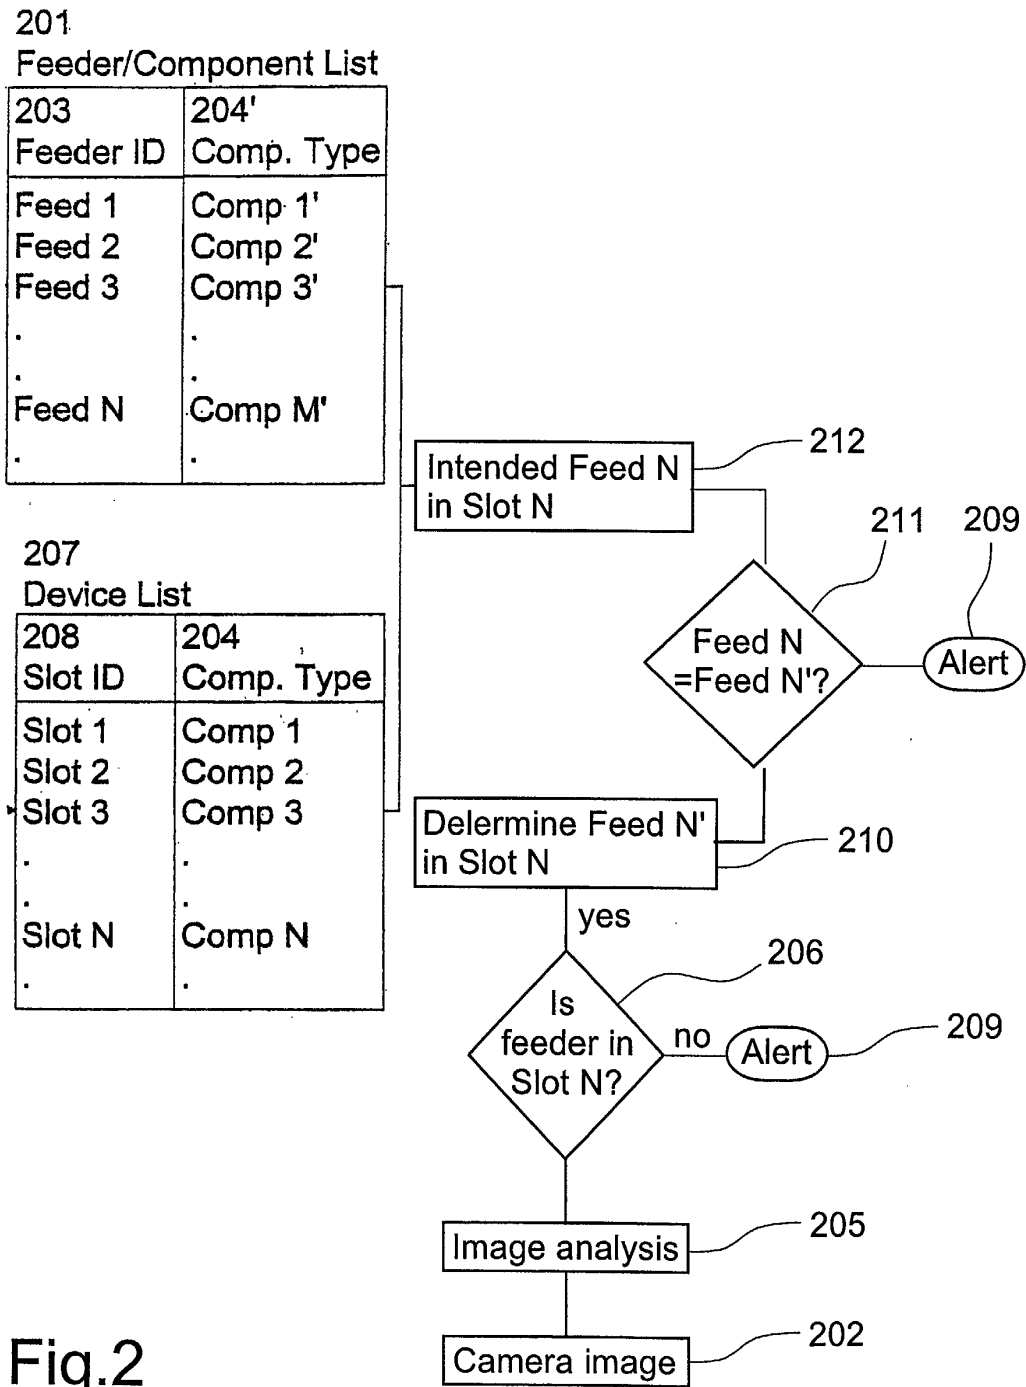 201
Feeder/Component List
203 204'
Feeder ID Comp. Type
Feed 1 Comp 1'
Feed 2 Comp 2'
Feed 3 Comp 3'
. .
. .
Feed N Comp M'
. .
212
Intended Feed N
in Slot N
211 209
Feed N
=Feed N'?
Alert
207
Device List
208 204
Slot ID Comp. Type
Slot 1 Comp 1
Slot 2 Comp 2
Slot 3 Comp 3
. .
. .
Slot N Comp N
. .
Delermine Feed N'
in Slot N
210
yes
206
Is
feeder in
Slot N?
no
Alert
209
205
Image analysis
202
Camera image
Fig.2